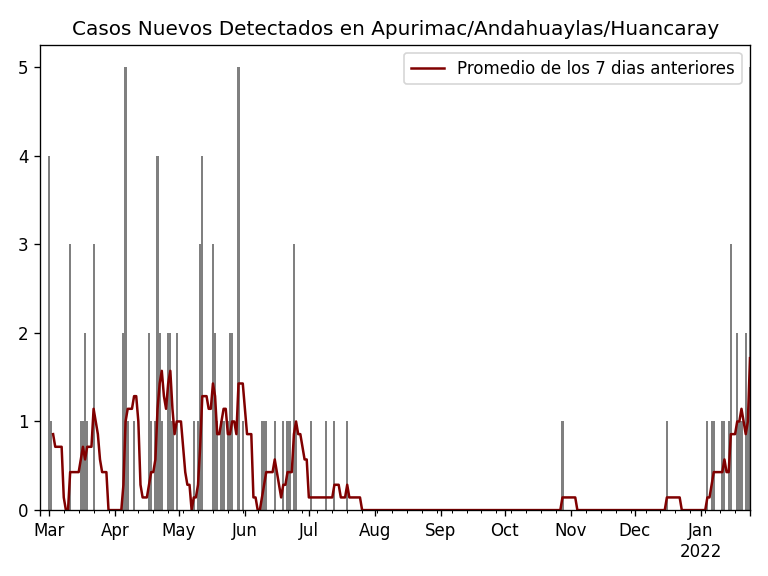 Casos Nuevos Detectados en Apurimac/Andahuaylas/Huancaray
Promedio de los 7 dias anteriores
5
4
3
2
1
0
Mar Apr May Jun Jul Aug Sep Oct Nov Dec Jan
2022